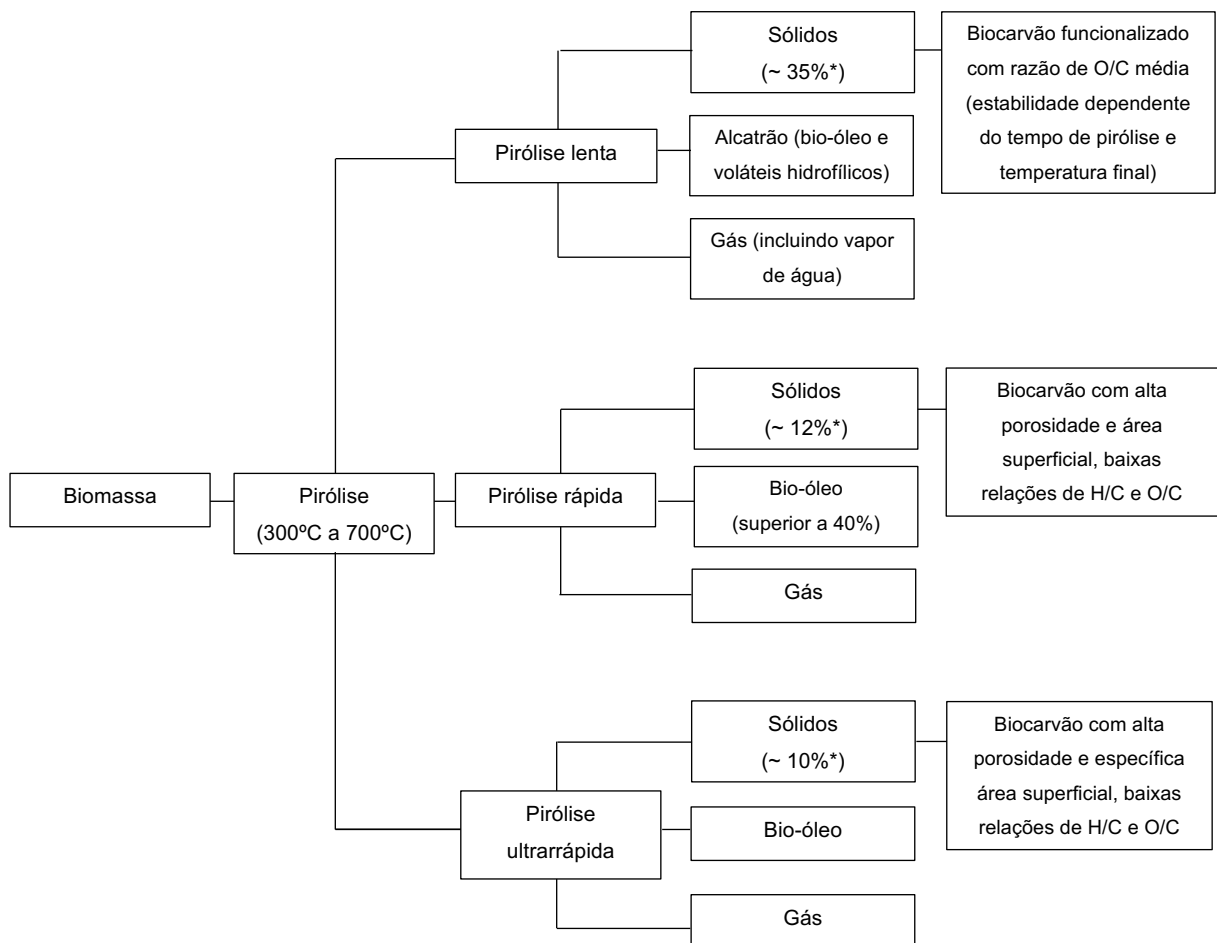 Biomassa
Pirólise
(300ºC a 700ºC)
Pirólise lenta
Sólidos
(~ 35%*)
Biocarvão funcionalizado
com razão de O/C média
(estabilidade dependente
do tempo de pirólise e
temperatura final)
Alcatrão (bio-óleo e
voláteis hidrofílicos)
Gás (incluindo vapor
de água)
Pirólise rápida
Sólidos
(~ 12%*)
Biocarvão com alta
porosidade e área
superficial, baixas
relações de H/C e O/C
Bio-óleo
(superior a 40%)
Gás
Pirólise
ultrarrápida
Sólidos
(~ 10%*)
Biocarvão com alta
porosidade e específica
área superficial, baixas
relações de H/C e O/C
Bio-óleo
Gás